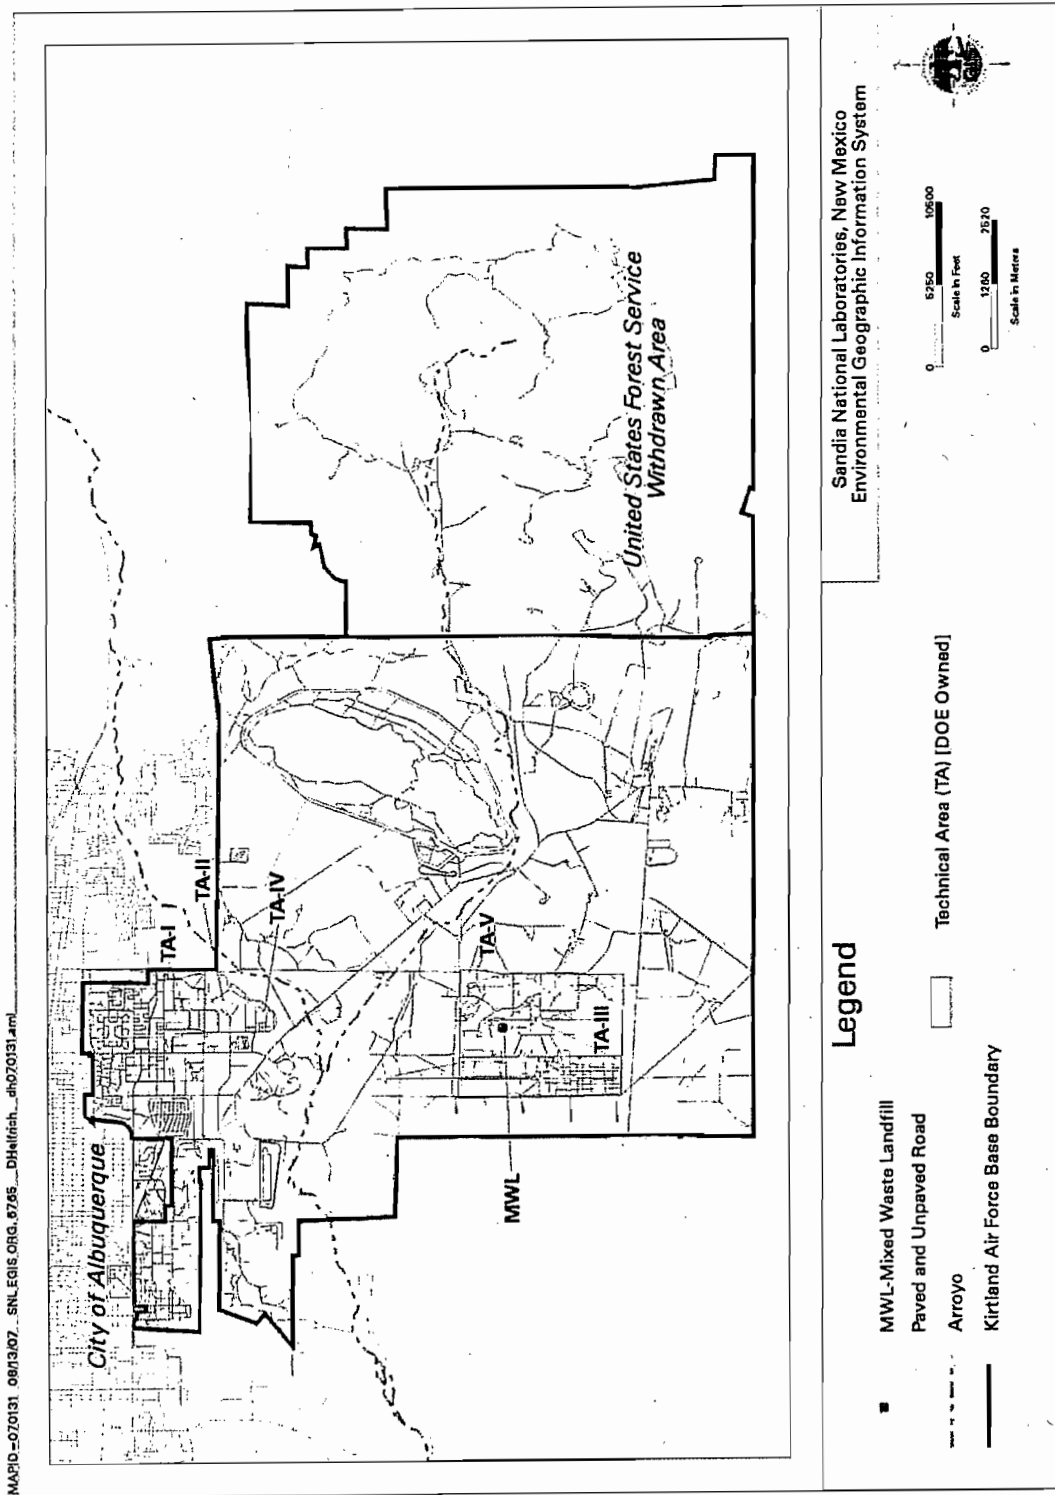 MAPID=070131 08/13/07 SNL EGIS ORG. 6765 DHelfrich dh070131.aml
City of Albuquerque
TA-I
TA-II
TA-IV
TA-V
TA-III
MWL
United States Forest Service
Withdrawn Area
Legend
MWL-Mixed Waste Landfill
Paved and Unpaved Road
Arroyo
Kirtland Air Force Base Boundary
Technical Area (TA) [DOE Owned]
Sandia National Laboratories, New Mexico
Environmental Geographic Information System
0 5250 10500
Scale in Feet
0 1260 2520
Scale in Meters